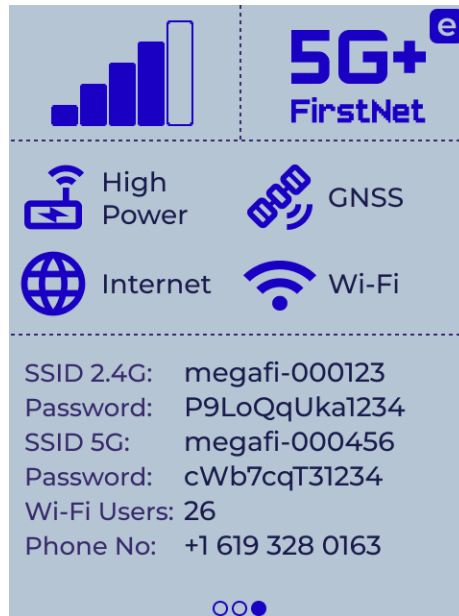 5G+
e
FirstNet
High
Power
GNSS
Internet
Wi-Fi
SSID 2.4G: megafi-000123
Password: P9LoQqUka1234
SSID 5G: megafi-000456
Password: cWb7cqT31234
Wi-Fi Users: 26
Phone No: +1 619 328 0163